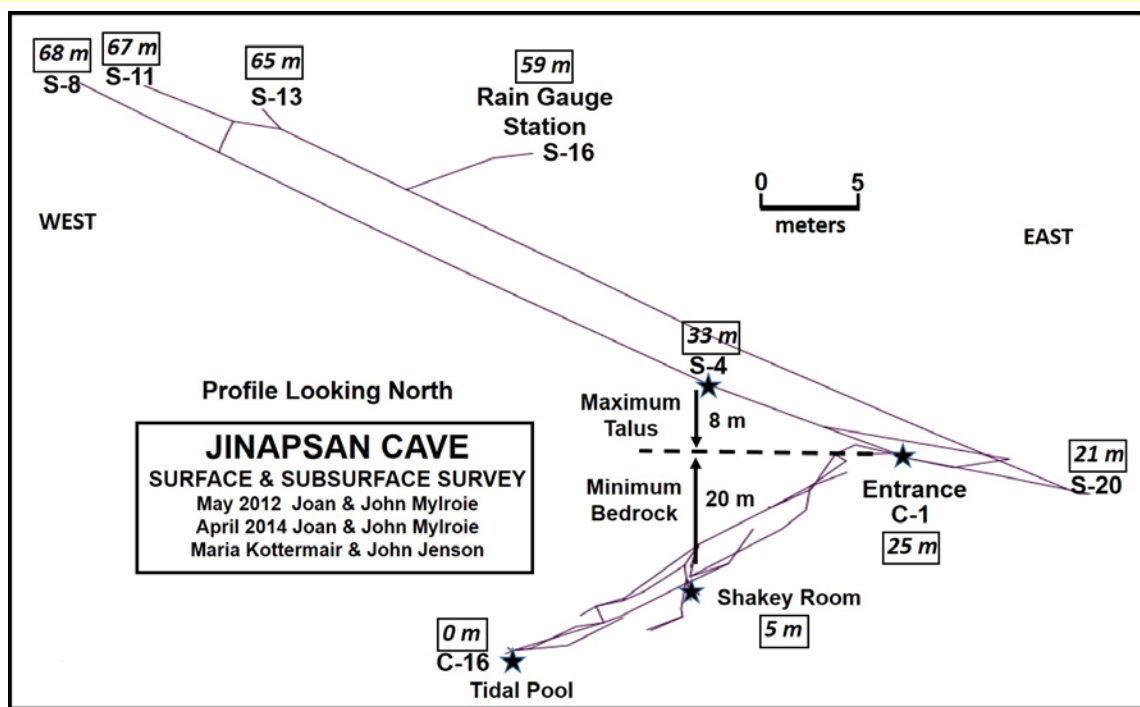 68 m
S-8
67 m
S-11
65 m
S-13
59 m
Rain Gauge
Station
S-16
0 5
meters
WEST
EAST
33 m
S-4
Maximum
Talus
8 m
Minimum
Bedrock
20 m
Profile Looking North
JINAPSAN CAVE
SURFACE & SUBSURFACE SURVEY
May 2012 Joan & John Mylroie
April 2014 Joan & John Mylroie
Maria Kottermair & John Jenson
21 m
S-20
Entrance
C-1
25 m
Shakey Room
5 m
0 m
C-16
Tidal Pool